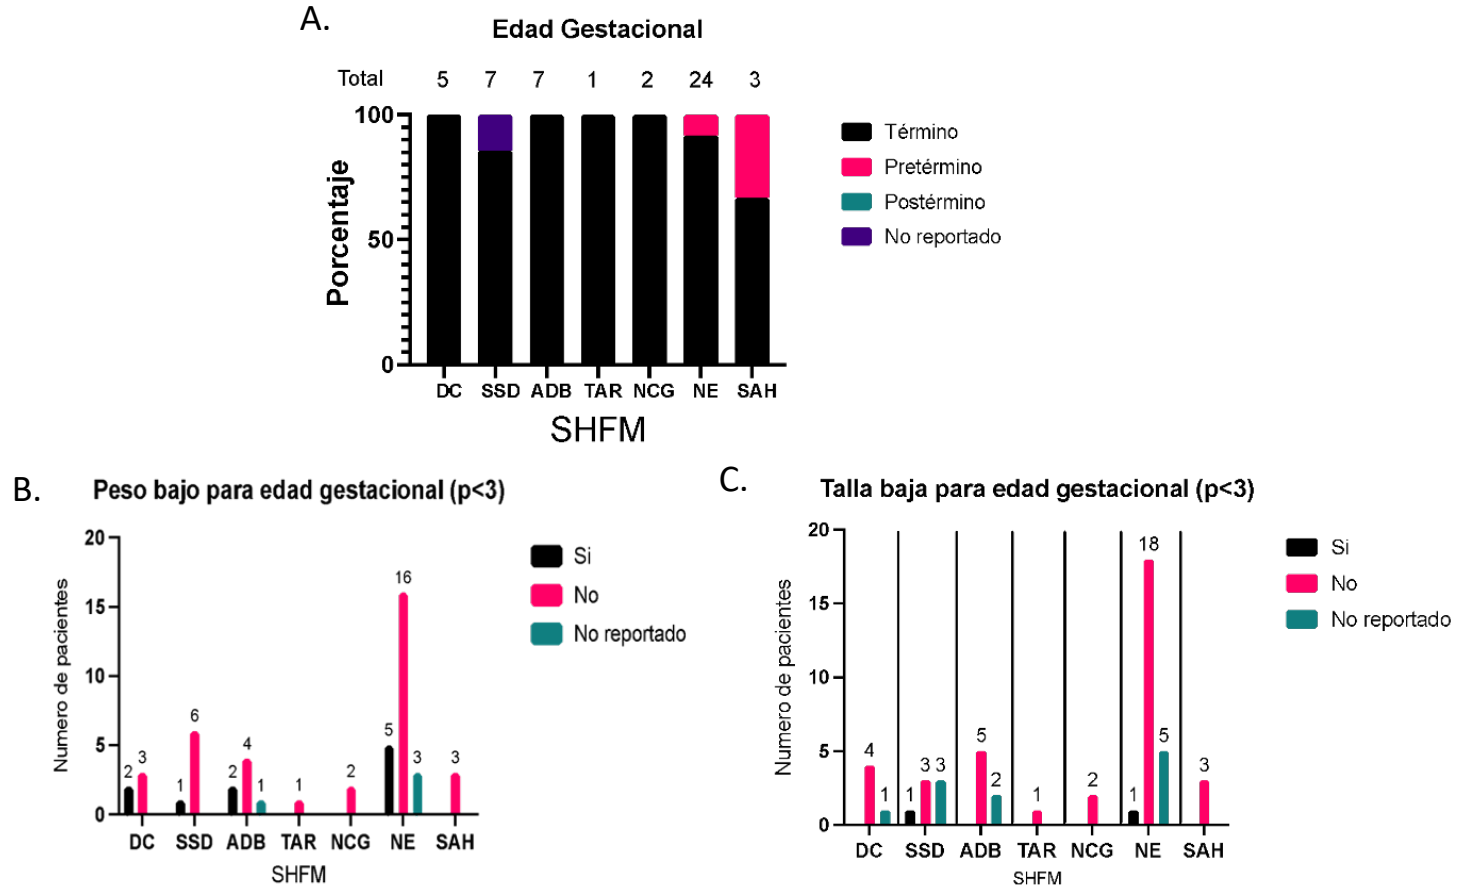 A.
Edad Gestacional
Total 5 7 7 1 2 24 3
100
50
0
Porcentaje
DC SSD ADB TAR NCG NE SAH
SHFM
Término
Pretérmino
Postérmino
No reportado
B.
Peso bajo para edad gestacional (p<3)
20
15
10
5
0
Numero de pacientes
2 3 1 6 2 4 1 1 2 5 16 3 3
DC SSD ADB TAR NCG NE SAH
SHFM
Si
No
No reportado
C.
Talla baja para edad gestacional (p<3)
20
15
10
5
0
Numero de pacientes
4 1 1 3 3 5 2 1 2 1 18 5 3
DC SSD ADB TAR NCG NE SAH
SHFM
Si
No
No reportado